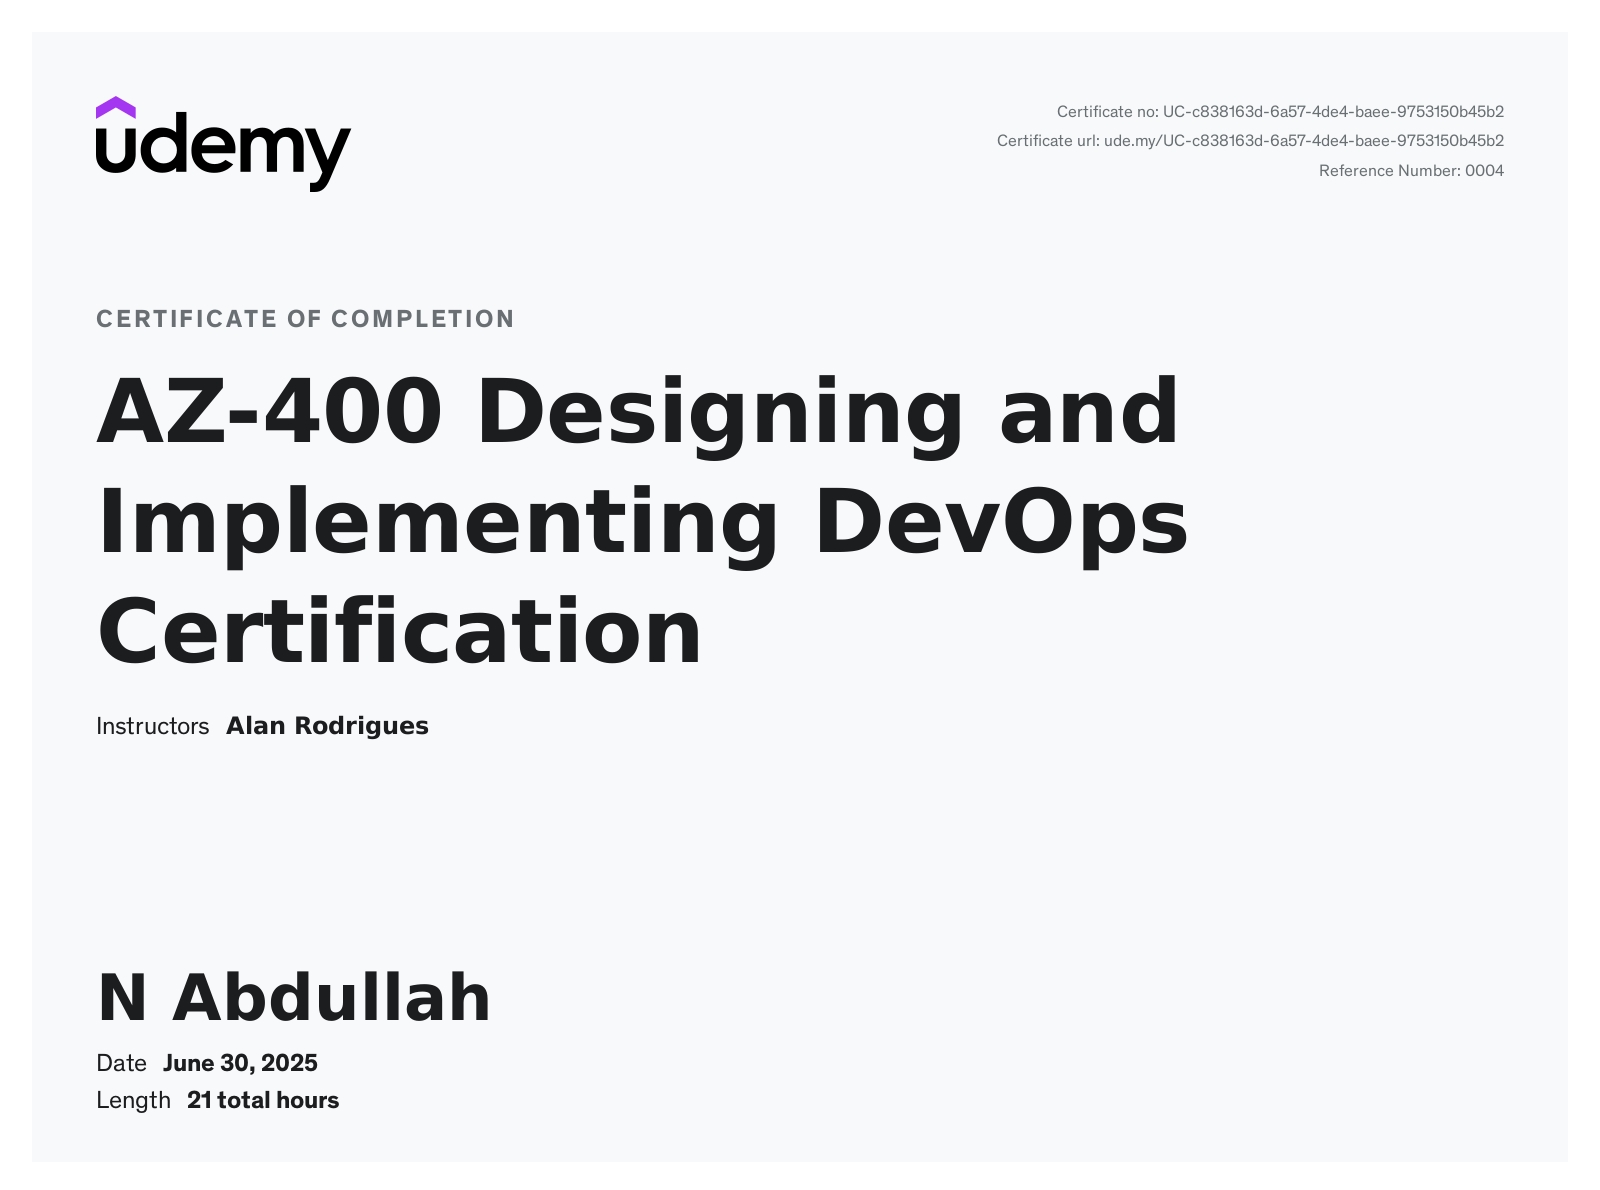 udemy
Certificate no: UC-c838163d-6a57-4de4-baee-9753150b45b2
Certificate url: ude.my/UC-c838163d-6a57-4de4-baee-9753150b45b2
Reference Number: 0004
CERTIFICATE OF COMPLETION
AZ-400 Designing and
Implementing DevOps
Certification
Instructors Alan Rodrigues
N Abdullah
Date June 30, 2025
Length 21 total hours